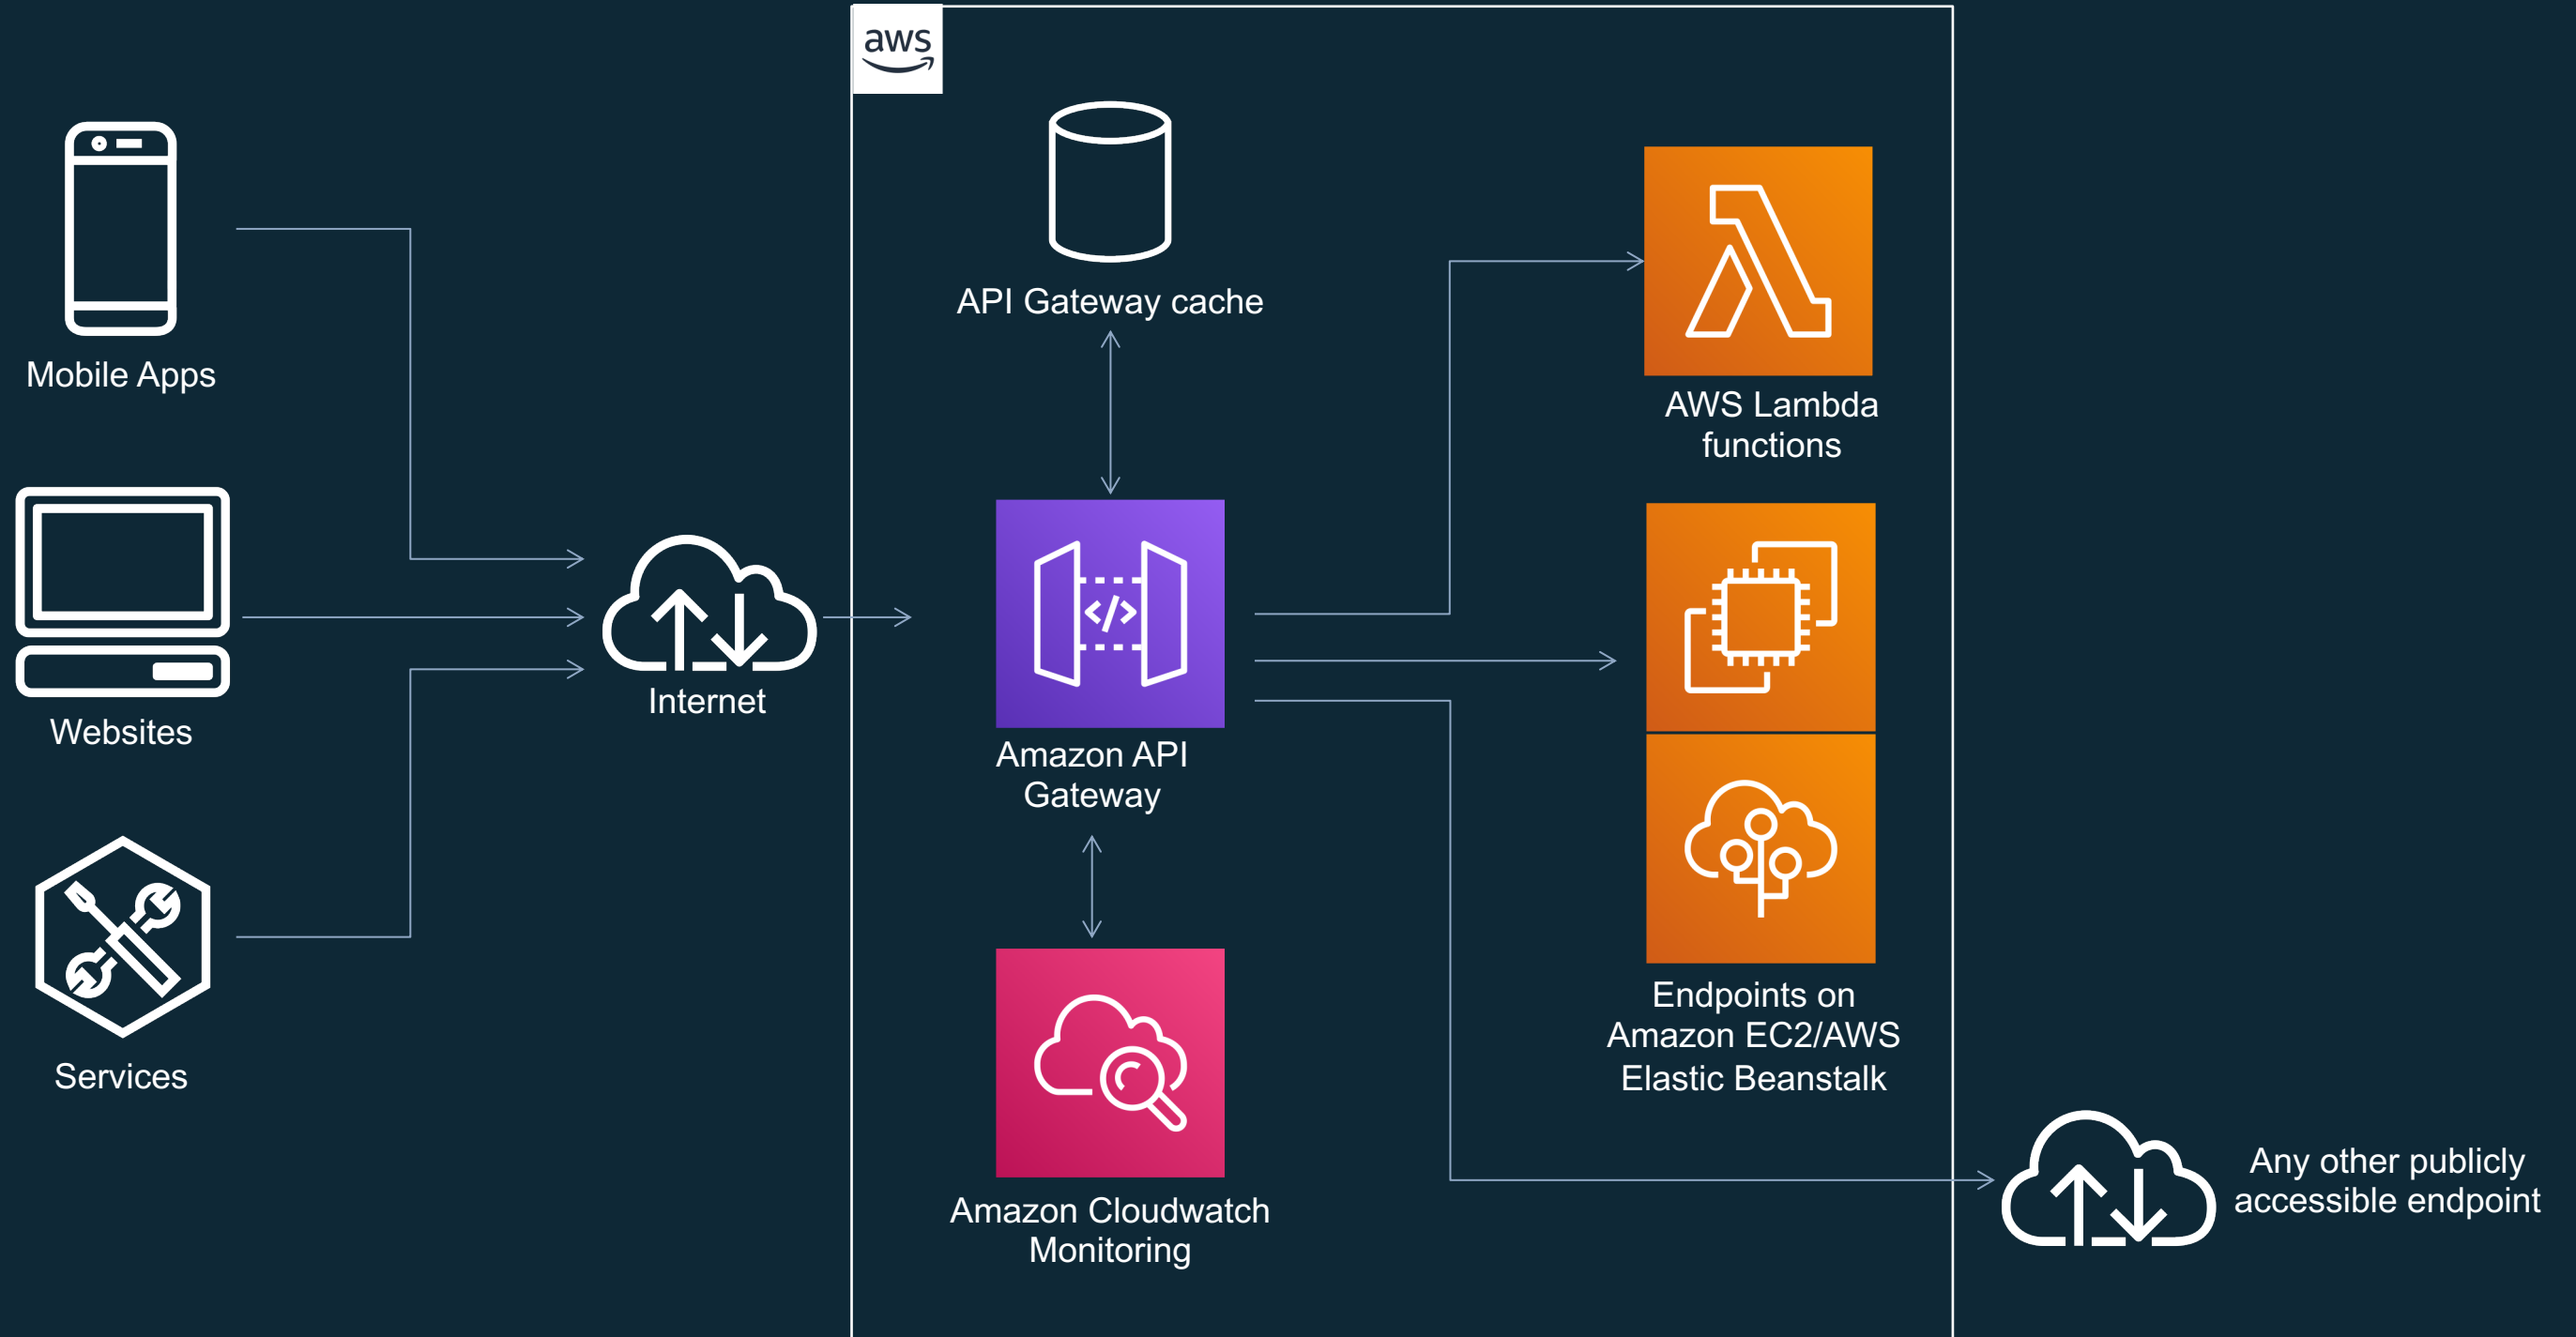 aws
Mobile Apps
Websites
Services
Internet
API Gateway cache
</>
Amazon API
Gateway
Amazon Cloudwatch
Monitoring
AWS Lambda
functions
Endpoints on
Amazon EC2/AWS
Elastic Beanstalk
Any other publicly
accessible endpoint